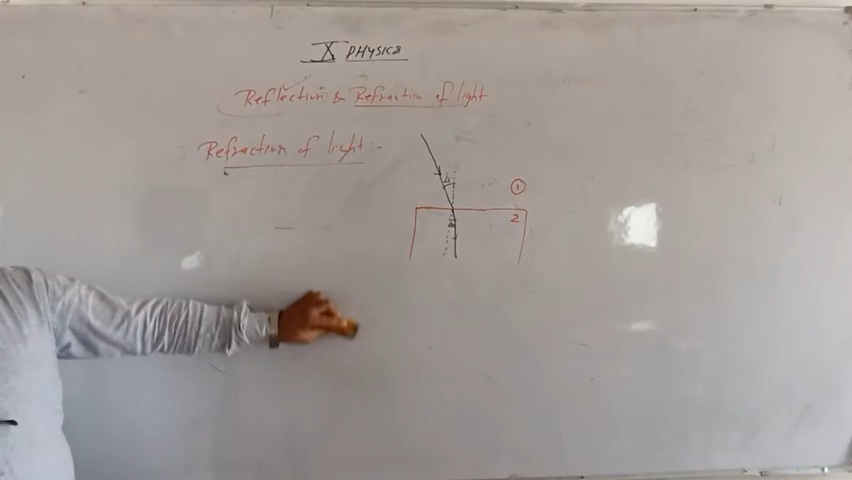 X PHYSICS
Reflection & Refraction of light
Refraction of light :-
1
2